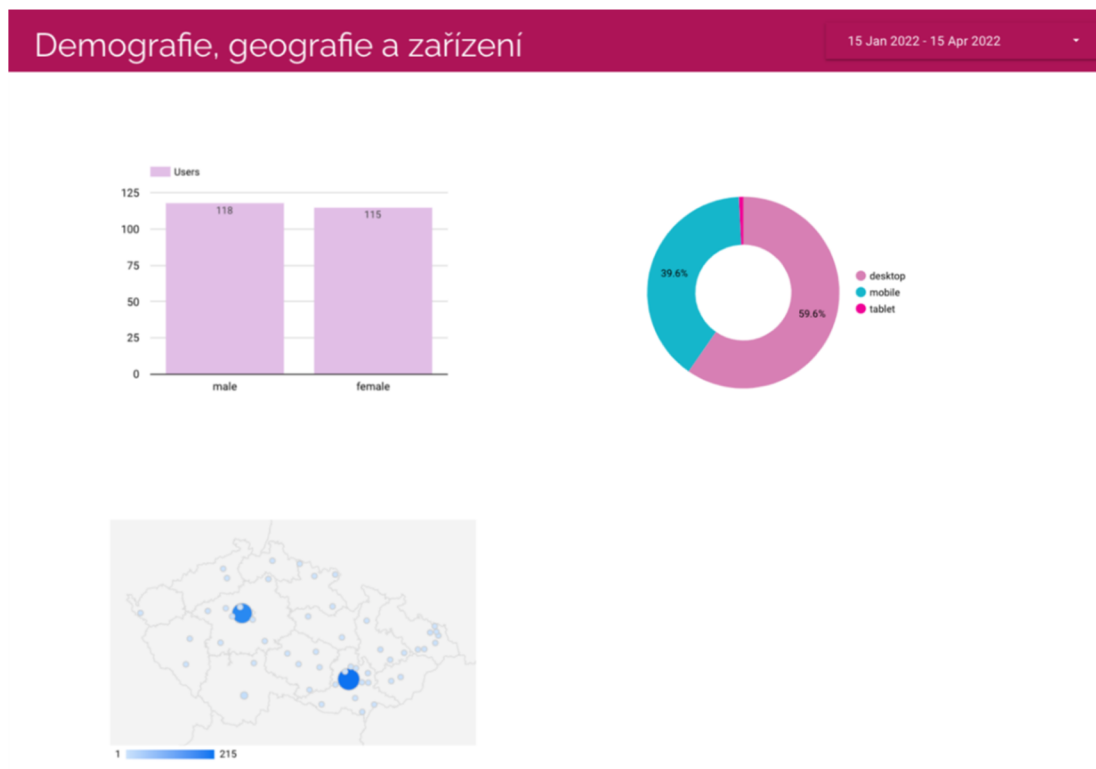 Demografie, geografie a zařízení
15 Jan 2022 - 15 Apr 2022
Users
125
100
75
50
25
0
118
115
male
female
39.6%
59.6%
desktop
mobile
tablet
1
215